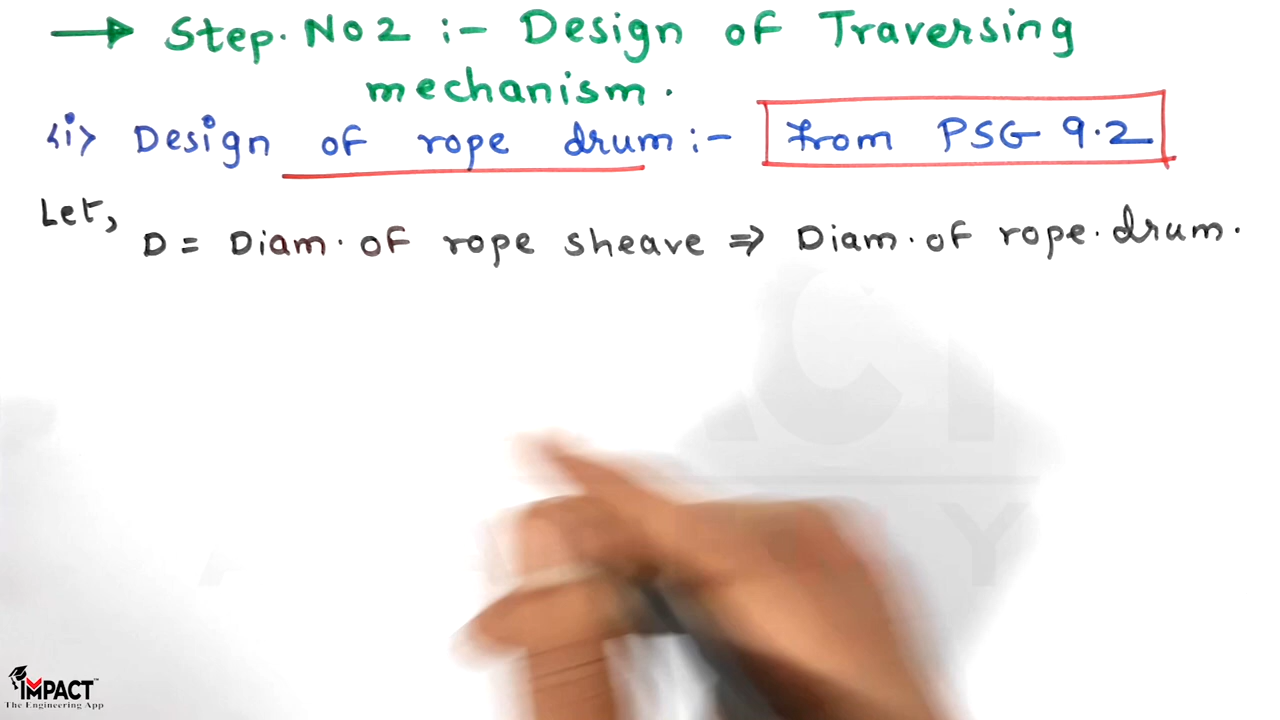 → Step. No 2 :- Design of Traversing
mechanism.
<i> Design of rope drum :- from PSG 9.2
Let,
D = Diam. of rope sheave ⇒ Diam. of rope. drum.
IMPACT
The Engineering App